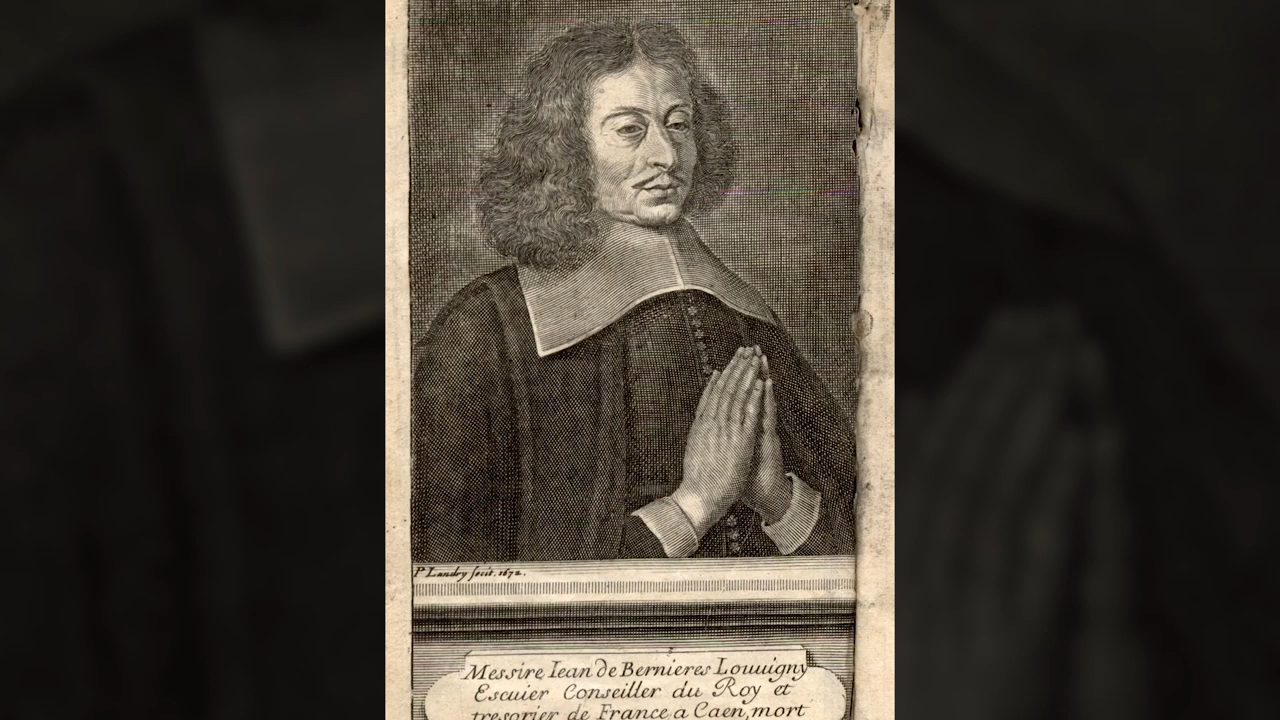 P. Landry fecit. 1672.
Messire Iean de Bernieres Louuigny
Escuier Conseiller du Roy et
tresorier de France a Caen, mort